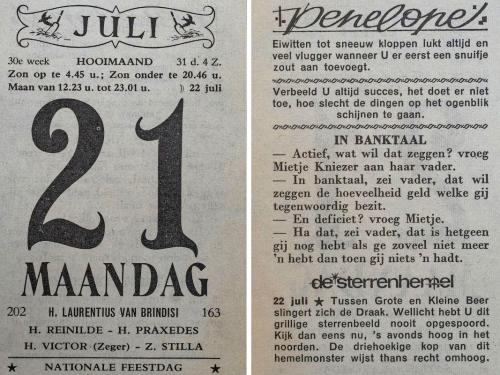 JULI
30e week HOOIMAAND 31 d. 4 Z.
Zon op te 4.45 u.; Zon onder te 20.46 u.
Maan van 12.23 u. tot 23.01 u. ☽ 22 juli
21
MAANDAG
202 H. LAURENTIUS VAN BRINDISI 163
H. REINILDE - H. PRAXEDES
H. VICTOR (Zeger) - Z. STILLA
★ NATIONALE FEESTDAG ★
Penelope
Eiwitten tot sneeuw kloppen lukt altijd en
veel vlugger wanneer U er eerst een snuifje
zout aan toevoegt.
Verbeeld U altijd succes, het doet er niet
toe, hoe slecht de dingen op het ogenblik
schijnen te gaan.
IN BANKTAAL
— Actief, wat wil dat zeggen? vroeg
Mietje Kniezer aan haar vader.
— In banktaal, zei vader, dat wil
zeggen de hoeveelheid geld welke gij
tegenwoordig bezit.
— En deficiet? vroeg Mietje.
— Ha dat, zei vader, dat is hetgeen
gij nog hebt als ge zoveel niet meer
'n hebt dan toen gij niets 'n hadt.
de sterrenhemel
22 juli ★ Tussen Grote en Kleine Beer
slingert zich de Draak. Wellicht hebt U dit
grillige sterrenbeeld nooit opgespoord.
Kijk dan eens nu, 's avonds hoog in het
noorden. De driehoekige kop van dit
hemelmonster wijst thans recht omhoog.